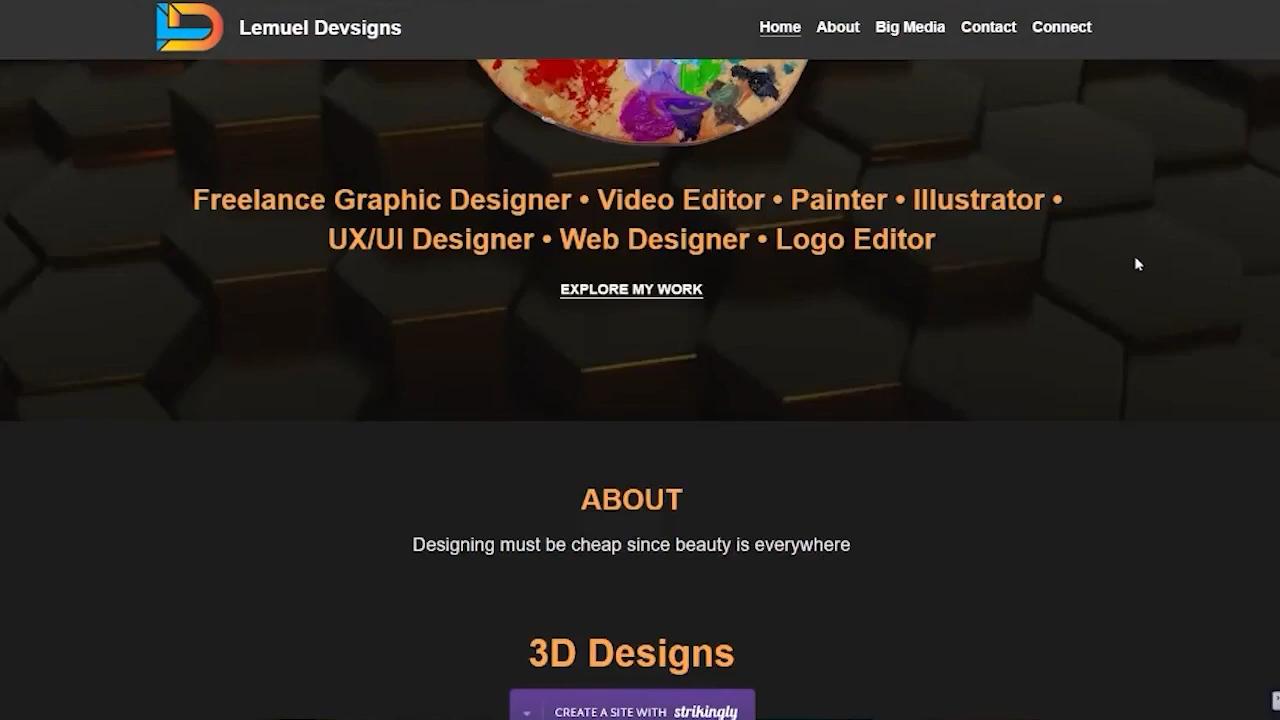 Lemuel Devsigns
Home About Big Media Contact Connect
Freelance Graphic Designer • Video Editor • Painter • Illustrator •
UX/UI Designer • Web Designer • Logo Editor
EXPLORE MY WORK
ABOUT
Designing must be cheap since beauty is everywhere
3D Designs
CREATE A SITE WITH strikingly